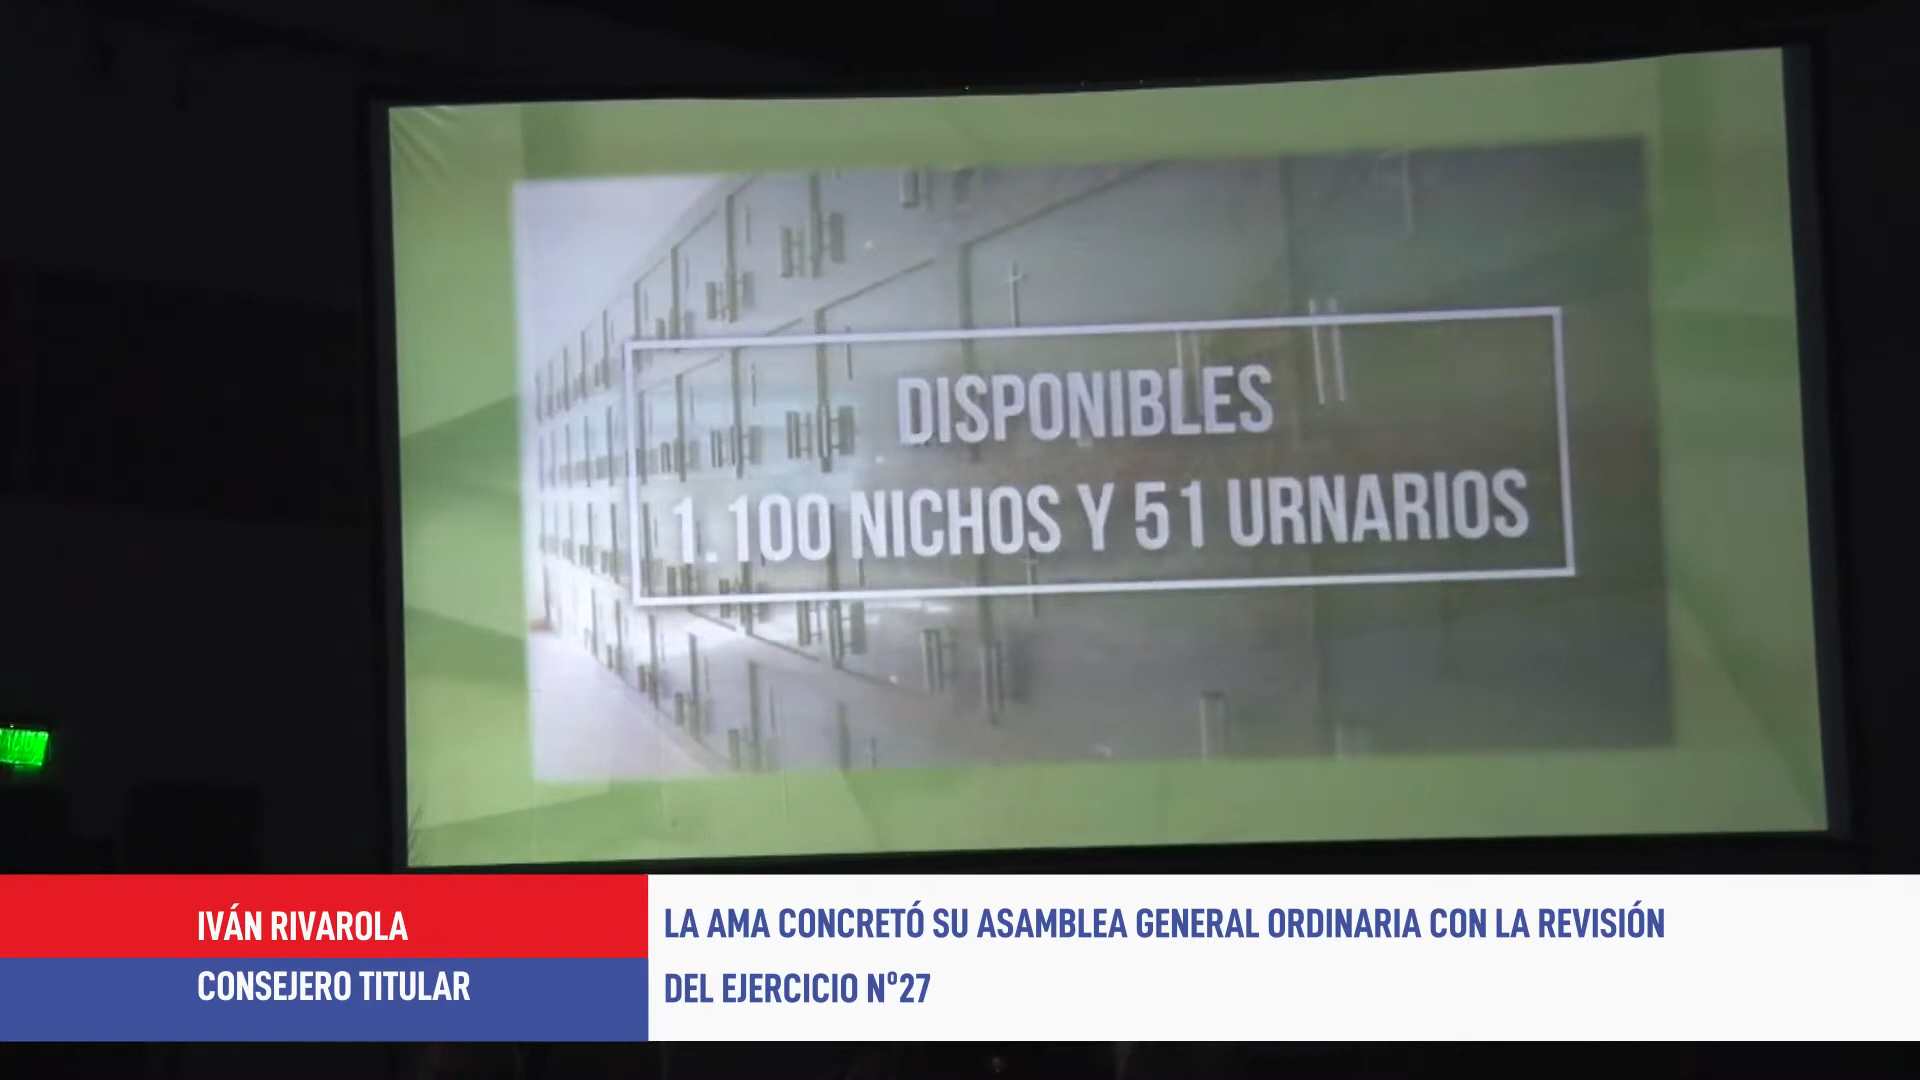 DISPONIBLES
1.100 NICHOS Y 51 URNARIOS
IVÁN RIVAROLA
CONSEJERO TITULAR
LA AMA CONCRETÓ SU ASAMBLEA GENERAL ORDINARIA CON LA REVISIÓN
DEL EJERCICIO Nº27